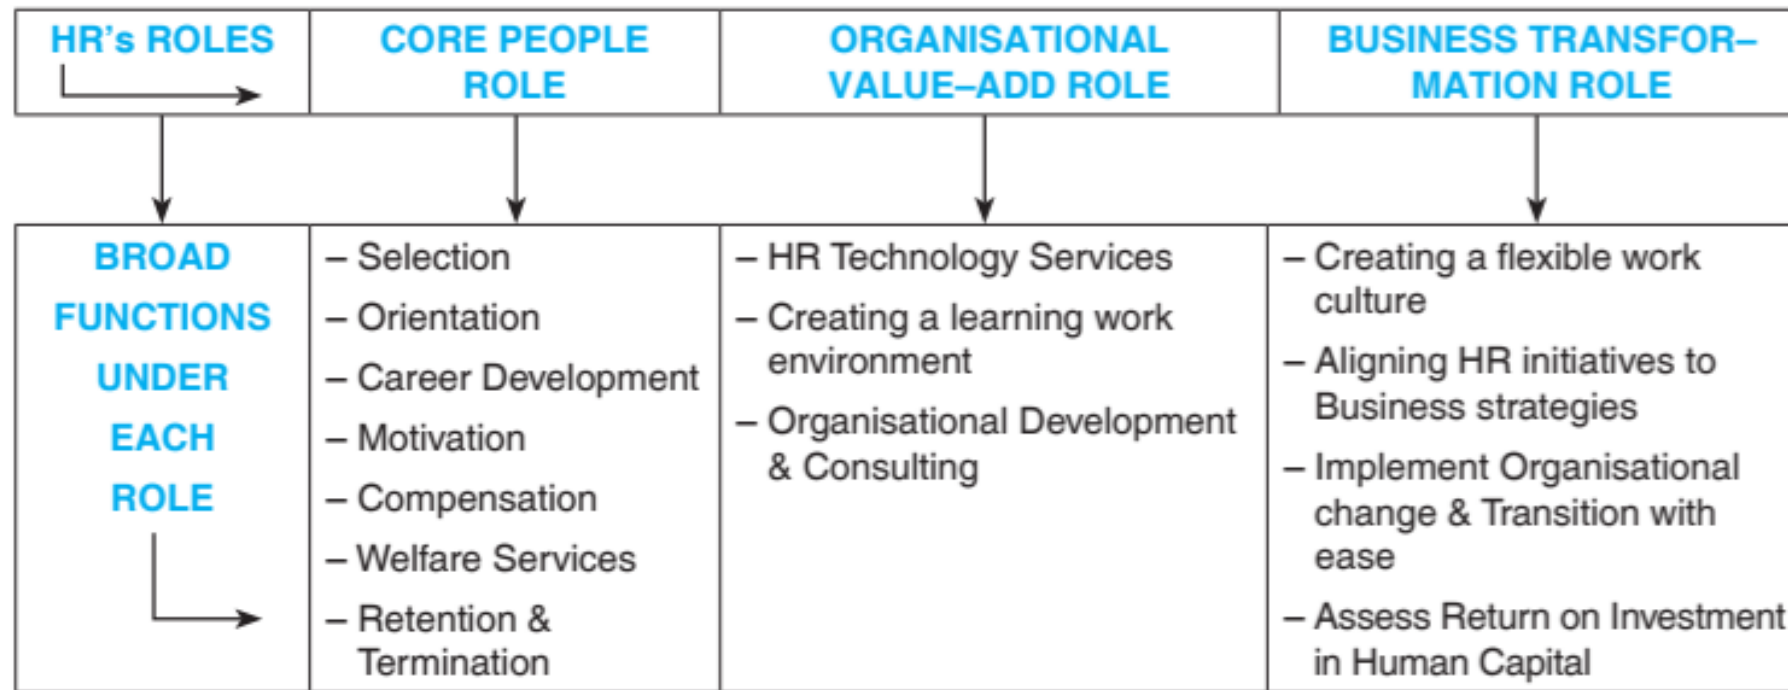 HR's ROLES
CORE PEOPLE
ROLE
ORGANISATIONAL
VALUE–ADD ROLE
BUSINESS TRANSFOR–
MATION ROLE
BROAD
FUNCTIONS
UNDER
EACH
ROLE
– Selection
– Orientation
– Career Development
– Motivation
– Compensation
– Welfare Services
– Retention &
Termination
– HR Technology Services
– Creating a learning work
environment
– Organisational Development
& Consulting
– Creating a flexible work
culture
– Aligning HR initiatives to
Business strategies
– Implement Organisational
change & Transition with
ease
– Assess Return on Investment
in Human Capital